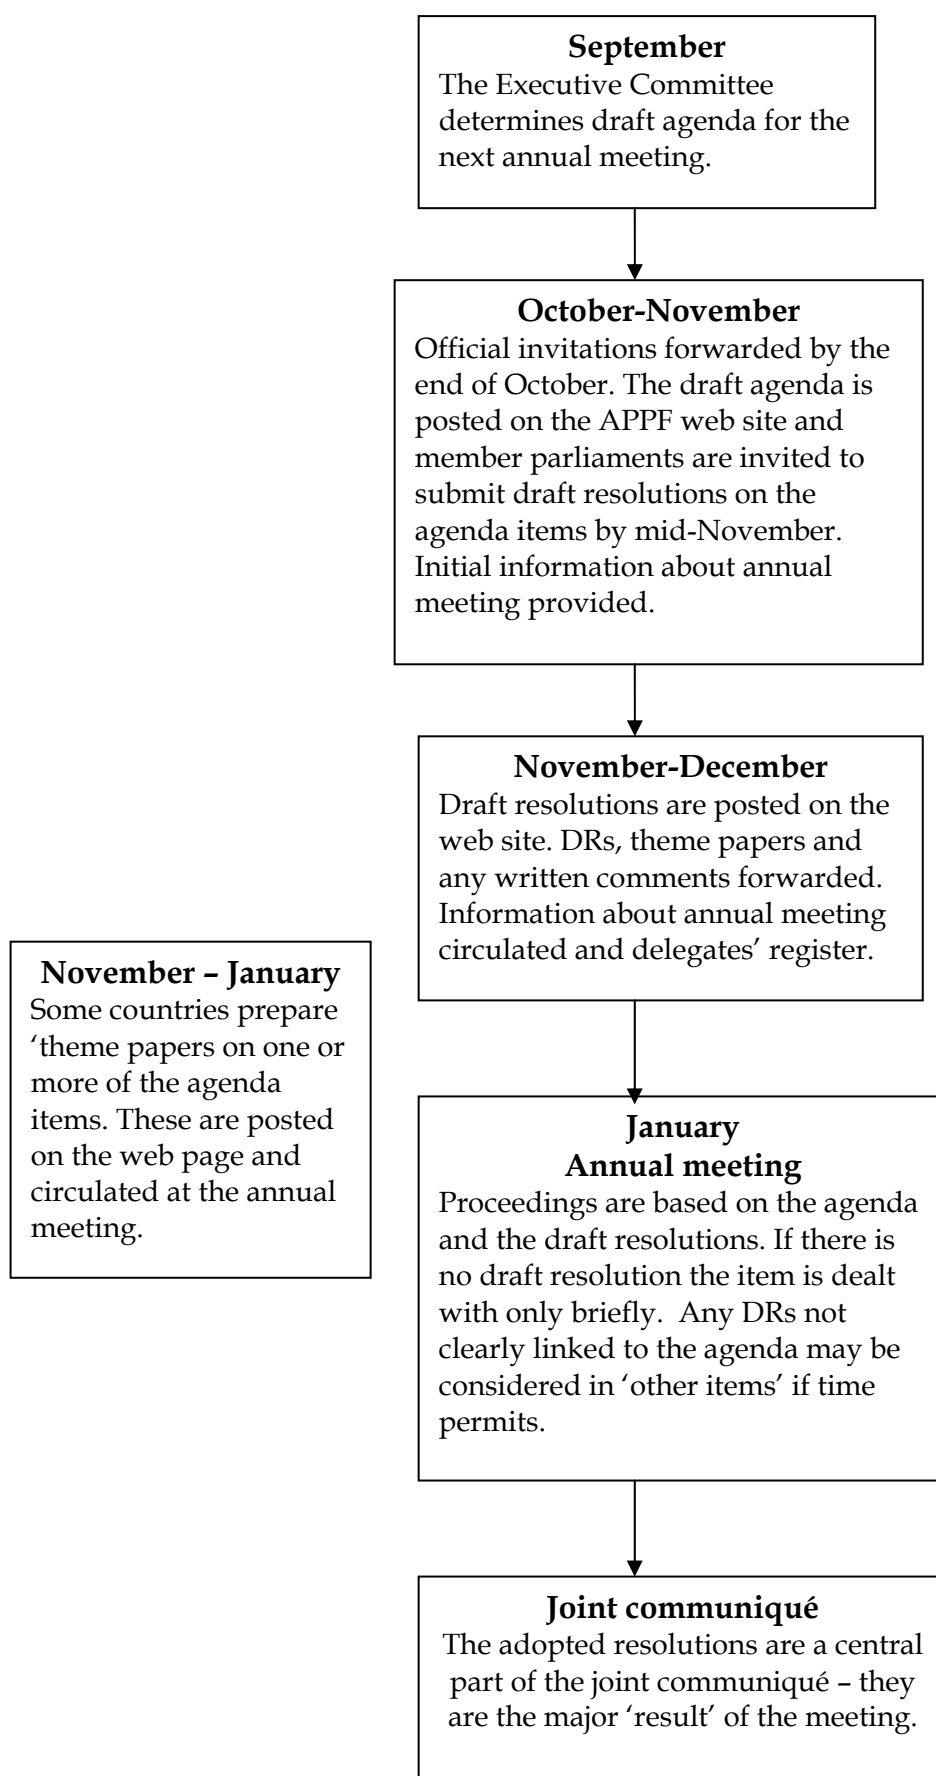 September
The Executive Committee
determines draft agenda for the
next annual meeting.
October-November
Official invitations forwarded by the
end of October. The draft agenda is
posted on the APPF web site and
member parliaments are invited to
submit draft resolutions on the
agenda items by mid-November.
Initial information about annual
meeting provided.
November-December
Draft resolutions are posted on the
web site. DRs, theme papers and
any written comments forwarded.
Information about annual meeting
circulated and delegates’ register.
November – January
Some countries prepare
‘theme papers on one or
more of the agenda
items. These are posted
on the web page and
circulated at the annual
meeting.
January
Annual meeting
Proceedings are based on the agenda
and the draft resolutions. If there is
no draft resolution the item is dealt
with only briefly.  Any DRs not
clearly linked to the agenda may be
considered in ‘other items’ if time
permits.
Joint communiqué
The adopted resolutions are a central
part of the joint communiqué – they
are the major ‘result’ of the meeting.